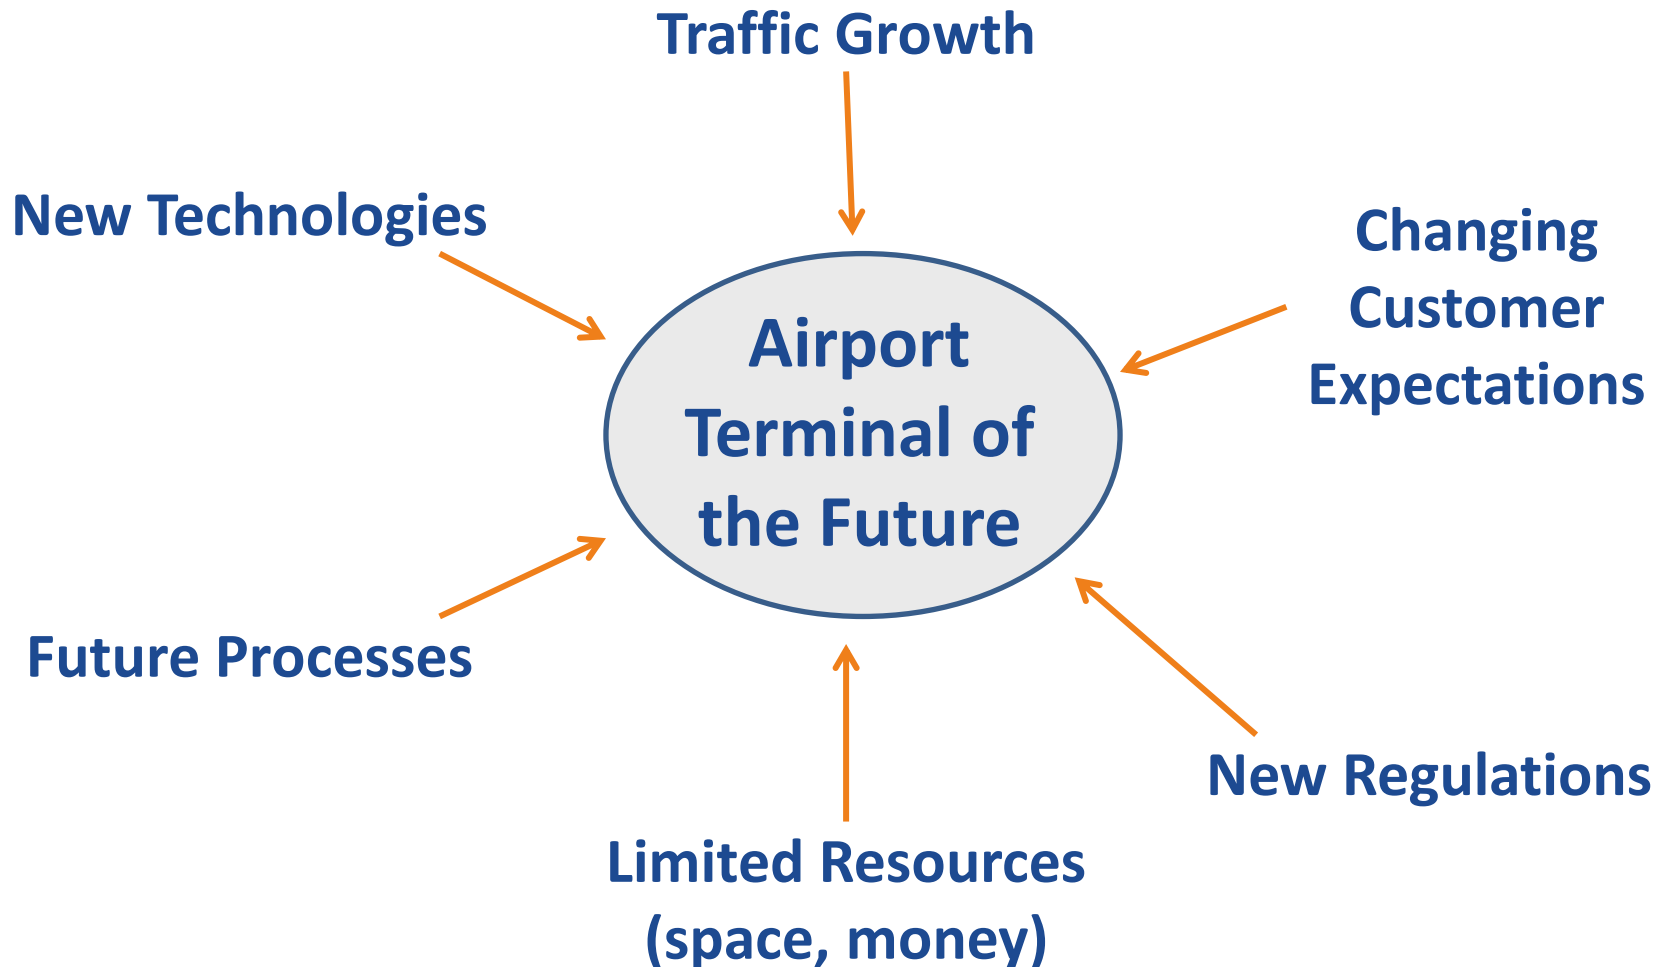 Traffic Growth
New Technologies
Changing
Customer
Expectations
Airport
Terminal of
the Future
Future Processes
New Regulations
Limited Resources
(space, money)